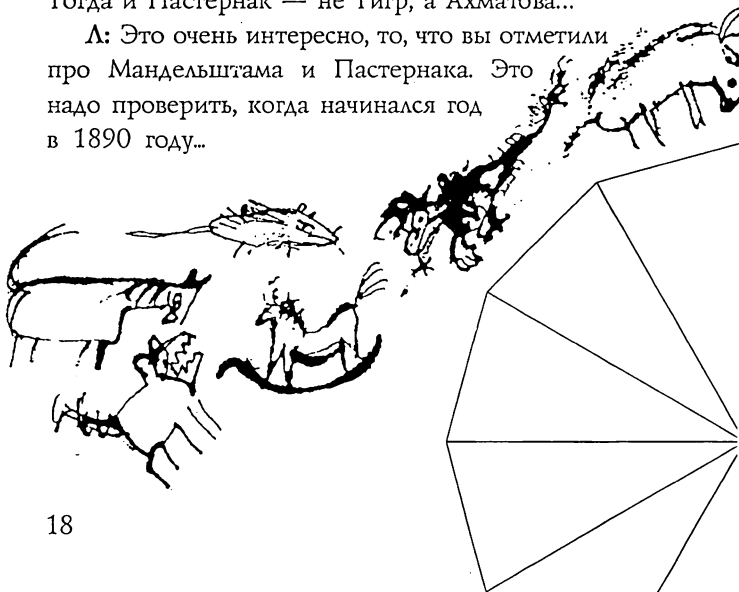 Тогда и Пастернак — не Тигр, а Ахматова...
Л: Это очень интересно, то, что вы отметили
про Мандельштама и Пастернака. Это
надо проверить, когда начинался год
в 1890 году...
18